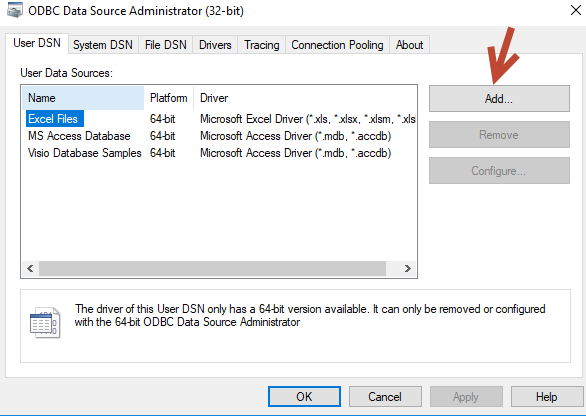 ODBC Data Source Administrator (32-bit)
User DSN System DSN File DSN Drivers Tracing Connection Pooling About
User Data Sources:
Name Platform Driver
Excel Files 64-bit Microsoft Excel Driver (*.xls, *.xlsx, *.xlsm, *.xls
MS Access Database 64-bit Microsoft Access Driver (*.mdb, *.accdb)
Visio Database Samples 64-bit Microsoft Access Driver (*.mdb, *.accdb)
Add...
Remove
Configure...
The driver of this User DSN only has a 64-bit version available. It can only be removed or configured
with the 64-bit ODBC Data Source Administrator
OK Cancel Apply Help